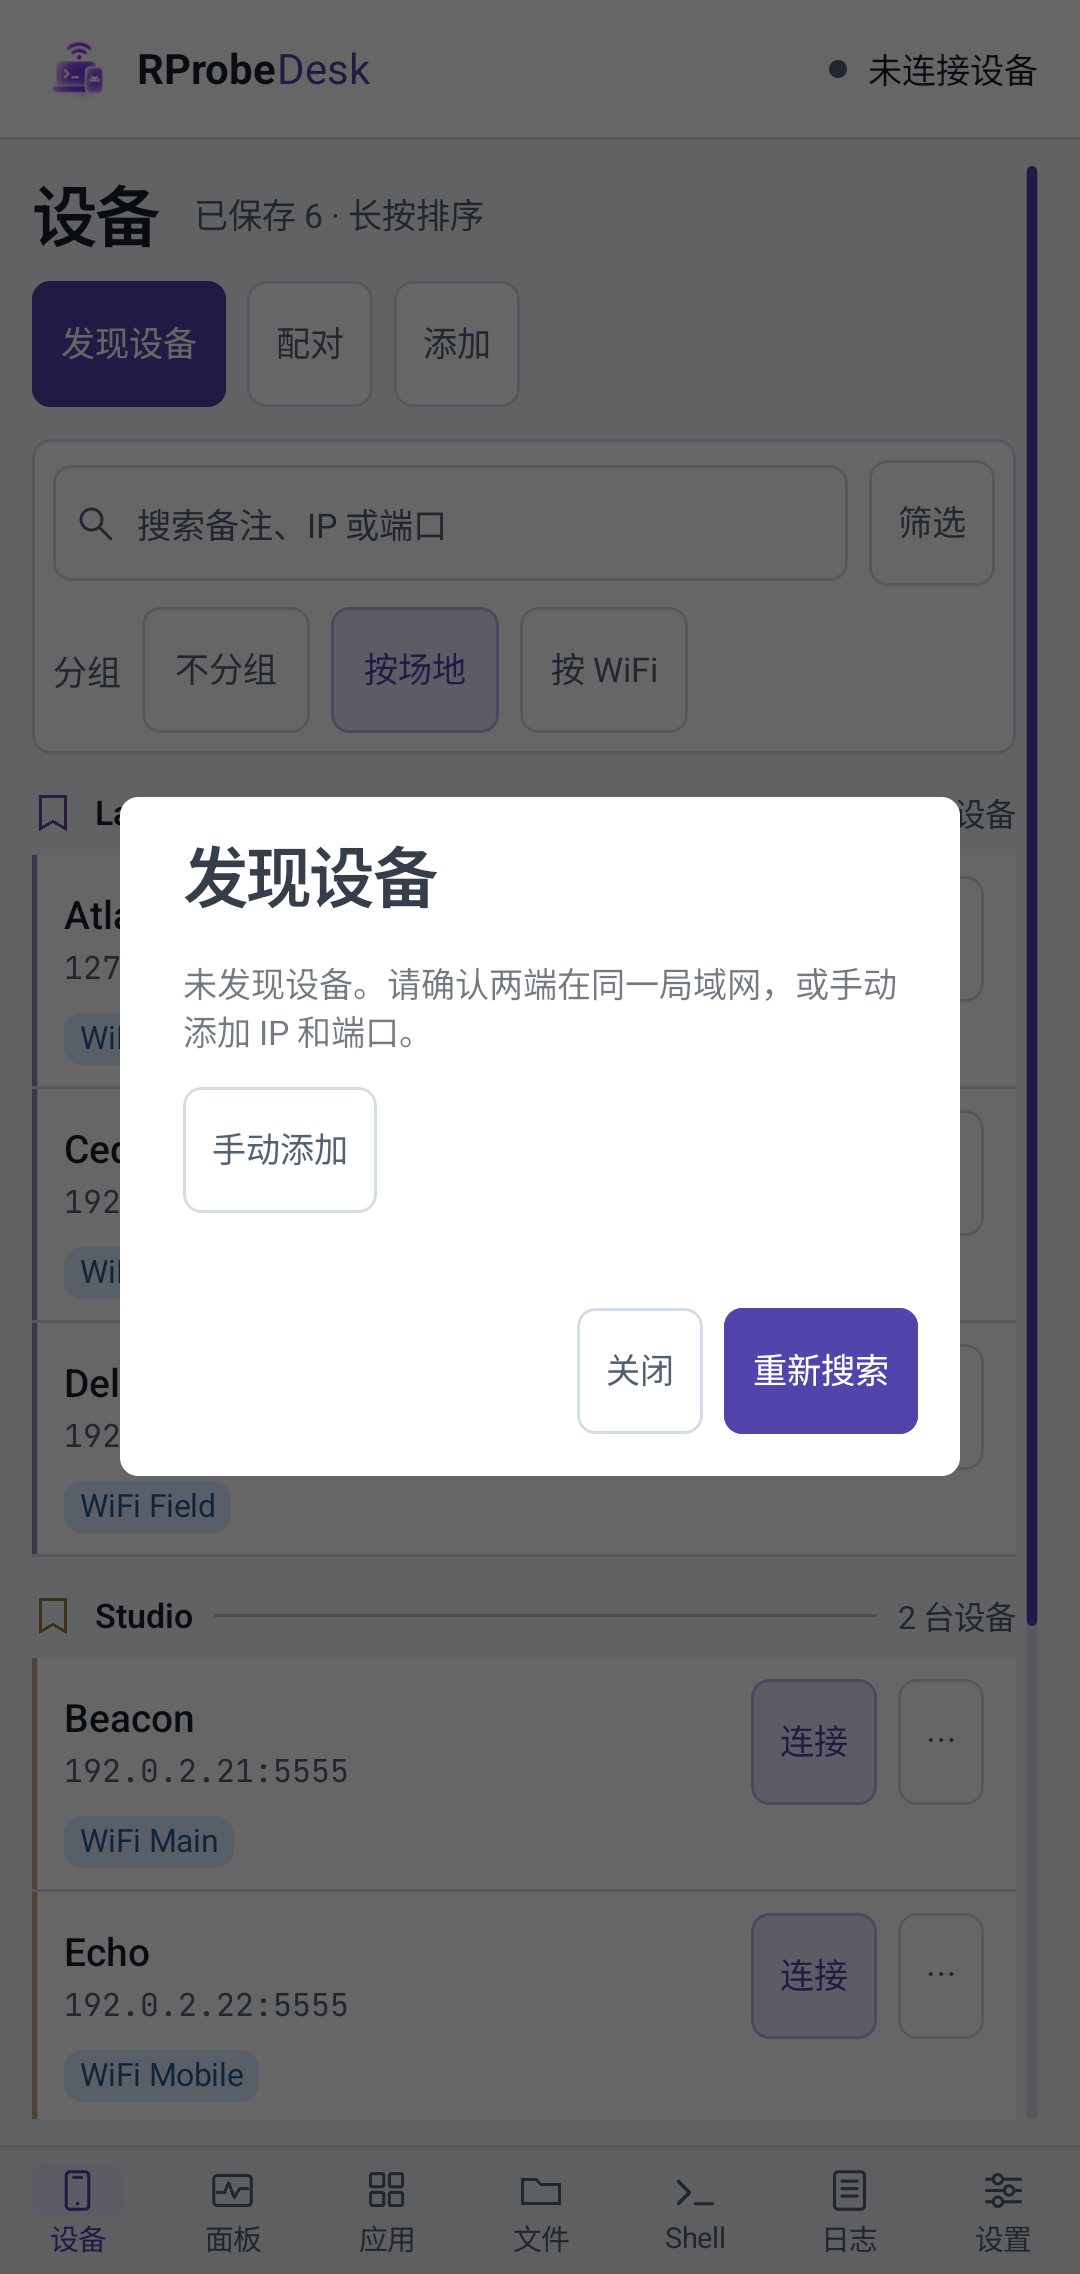 RProbeDesk
未连接设备
设备
已保存 6 · 长按排序
发现设备
配对
添加
搜索备注、IP 或端口
筛选
分组
不分组
按场地
按 WiFi
设备
127
192
192
发现设备
未发现设备。请确认两端在同一局域网，或手动
添加 IP 和端口。
手动添加
关闭
重新搜索
WiFi Field
Studio
2 台设备
Beacon
192.0.2.21:5555
WiFi Main
连接
...
Echo
192.0.2.22:5555
WiFi Mobile
连接
...
设备
面板
应用
文件
Shell
日志
设置